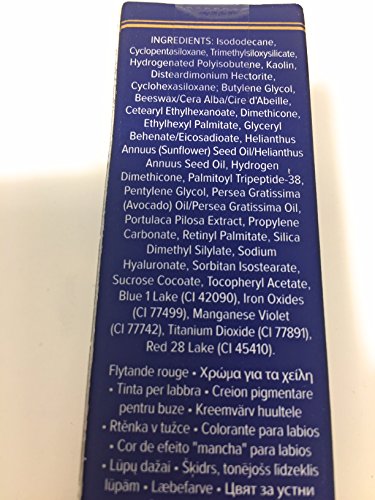 INGREDIENTS: Isododecane,
Cyclopentasiloxane, Trimethylsiloxysilicate,
Hydrogenated Polyisobutene, Kaolin,
Disteardimonium Hectorite,
Cyclohexasiloxane; Butylene Glycol,
Beeswax/Cera Alba/Cire d'Abeille,
Cetearyl Ethylhexanoate, Dimethicone,
Ethylhexyl Palmitate, Glyceryl
Behenate/Eicosadioate, Helianthus
Annuus (Sunflower) Seed Oil/Helianthus
Annuus Seed Oil, Hydrogen
Dimethicone, Palmitoyl Tripeptide-38,
Pentylene Glycol, Persea Gratissima
(Avocado) Oil/Persea Gratissima Oil,
Portulaca Pilosa Extract, Propylene
Carbonate, Retinyl Palmitate, Silica
Dimethyl Silylate, Sodium
Hyaluronate, Sorbitan Isostearate,
Sucrose Cocoate, Tocopheryl Acetate,
Blue 1 Lake (CI 42090), Iron Oxides
(CI 77499), Manganese Violet
(CI 77742), Titanium Dioxide (CI 77891),
Red 28 Lake (CI 45410).
Flytande rouge • Χρώμα για τα χείλη
• Tinta per labbra • Creion pigmentare
pentru buze • Kreemvärv huultele
• Rtěnka v tužce • Colorante para labios
• Cor de efeito "mancha" para labios
• Lūpų dažai • Šķidrs, tonējošs līdzeklis
lūpām • Læbefarve • Цвят за устни